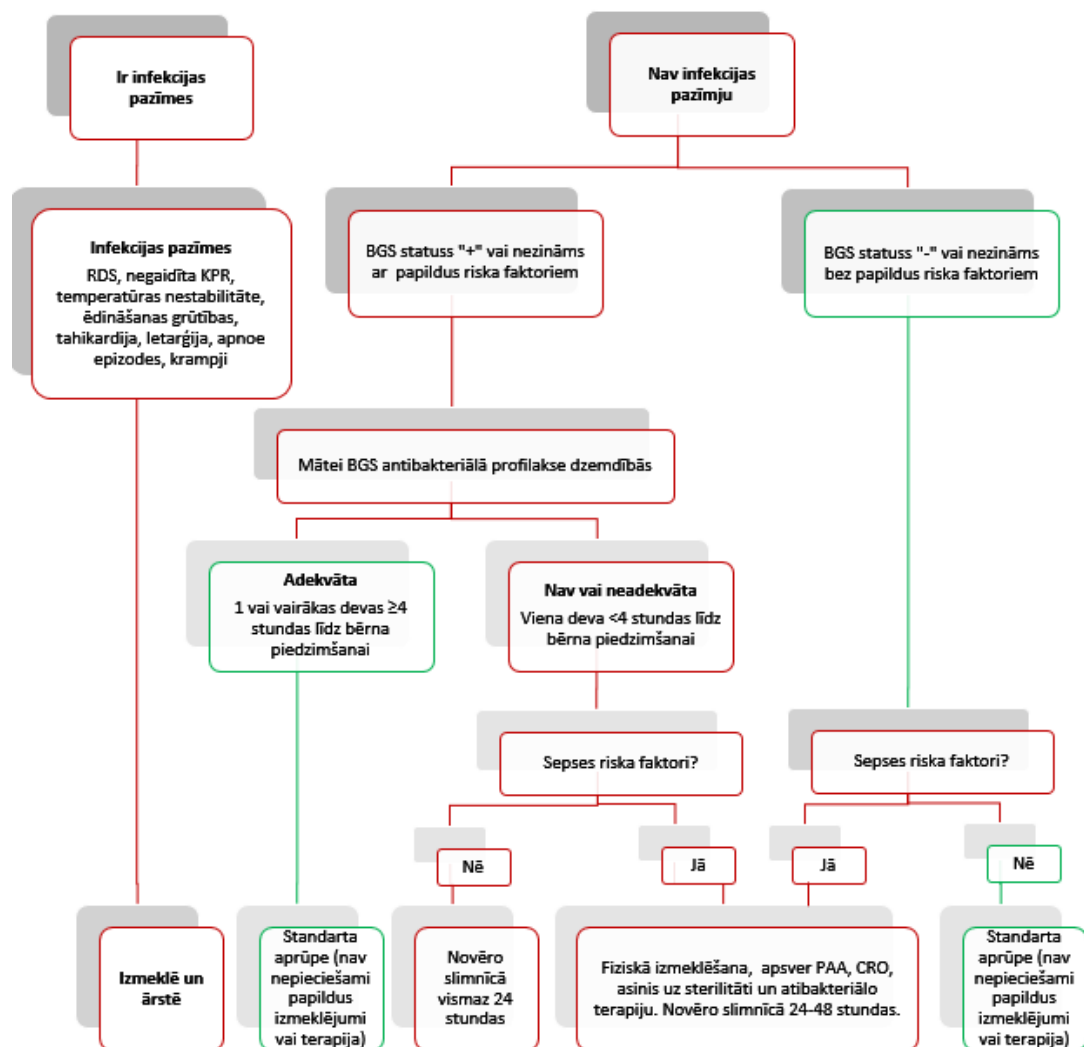 Ir infekcijas
pazīmes
Nav infekcijas
pazīmju
Infekcijas pazīmes
RDS, negaidīta KPR,
temperatūras nestabilitāte,
ēdināšanas grūtības,
tahikardija, letarģija, apnoe
epizodes, krampji
BGS statuss "+" vai nezināms
ar papildus riska faktoriem
BGS statuss "-" vai nezināms
bez papildus riska faktoriem
Mātei BGS antibakteriālā profilakse dzemdībās
Adekvāta
1 vai vairākas devas ≥4
stundas līdz bērna
piedzimšanai
Nav vai neadekvāta
Viena deva <4 stundas līdz
bērna piedzimšanai
Sepses riska faktori?
Sepses riska faktori?
Nē
Jā
Jā
Nē
Izmeklē un
ārstē
Standarta
aprūpe (nav
nepieciešami
papildus
izmeklējumi
vai terapija)
Novēro
slimnīcā
vismaz 24
stundas
Fiziskā izmeklēšana, apsver PAA, CRO,
asinis uz sterilitāti un atibakteriālo
terapiju. Novēro slimnīcā 24-48 stundas.
Standarta
aprūpe (nav
nepieciešami
papildus
izmeklējumi
vai terapija)